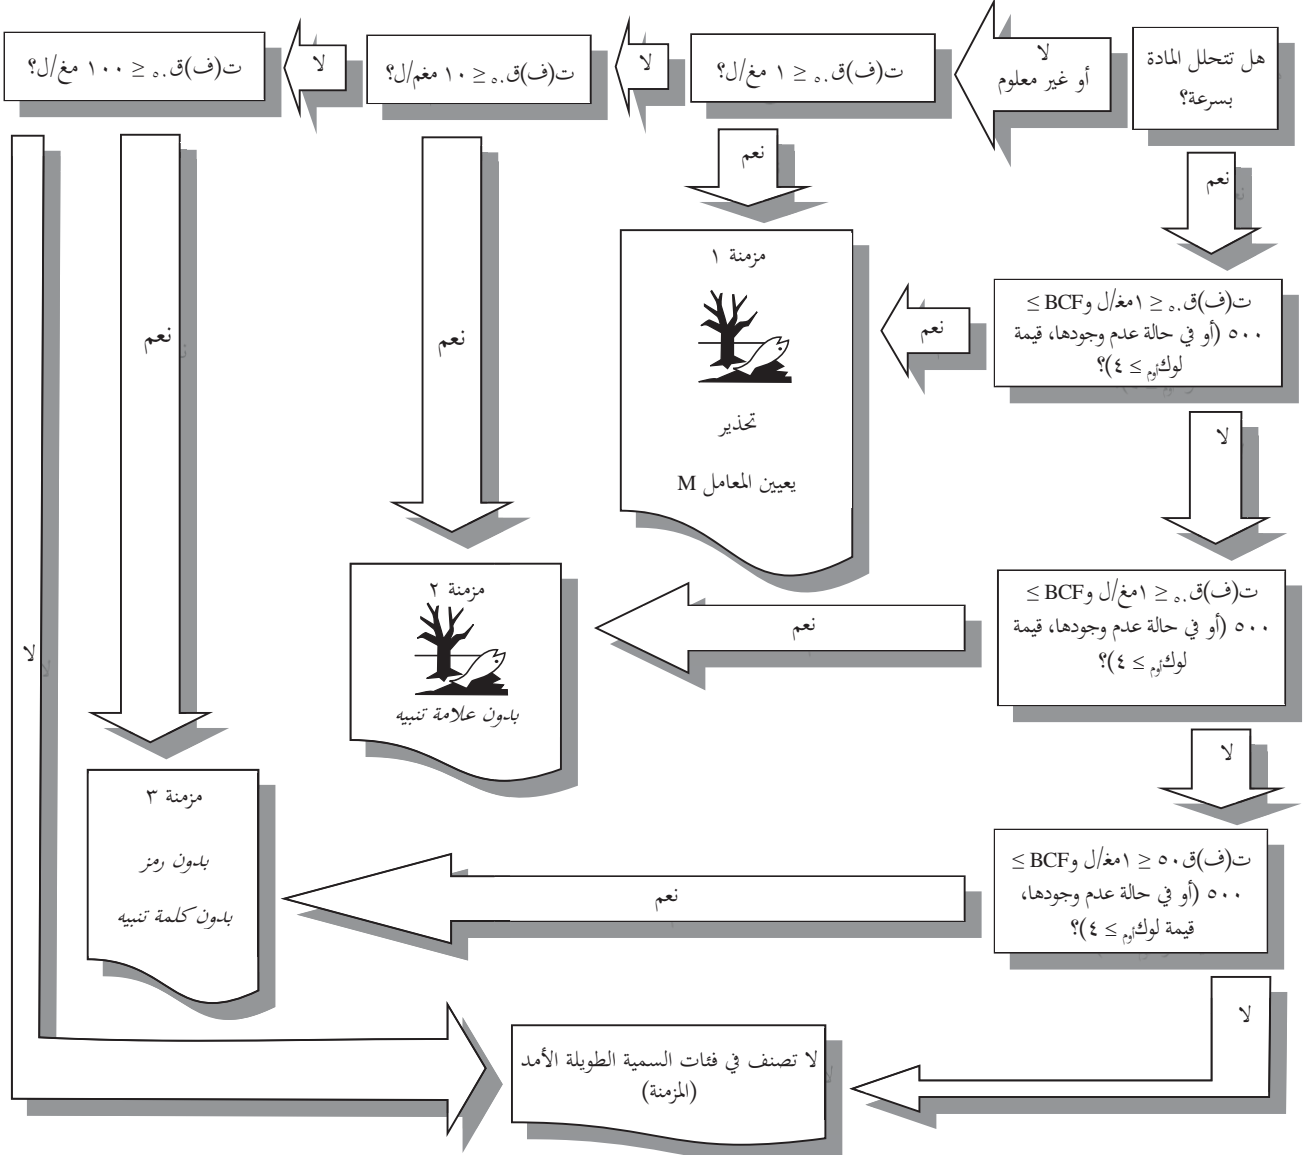 هل تتحلل المادة
بسرعة؟
لا
أو غير معلوم
ت(ف)ق.ه ≤ ١ مغ/ل؟
لا
ت(ف)ق.ه ≤ ١٠ مغم/ل؟
لا
ت(ف)ق.ه ≤ ١٠٠ مغ/ل؟
نعم
نعم
نعم
نعم
لا
ت(ف)ق.ه ≤ ١مغ/ل وBCF ≥
٥٠٠ (أو في حالة عدم وجودها، قيمة
لوكأوم ≥ ٤)؟
نعم
مزمنة ١
تحذير
يعيين المعامل M
لا
ت(ف)ق.ه ≤ ١مغ/ل وBCF ≥
٥٠٠ (أو في حالة عدم وجودها، قيمة
لوكأوم ≥ ٤)؟
نعم
مزمنة ٢
بدون علامة تنبيه
لا
ت(ف)ق٥٠ ≤ ١مغ/ل وBCF ≥
٥٠٠ (أو في حالة عدم وجودها،
قيمة لوكأوم ≥ ٤)؟
نعم
مزمنة ٣
بدون رمز
بدون كلمة تنبيه
لا
لا تصنف في فئات السمية الطويلة الأمد
(المزمنة)